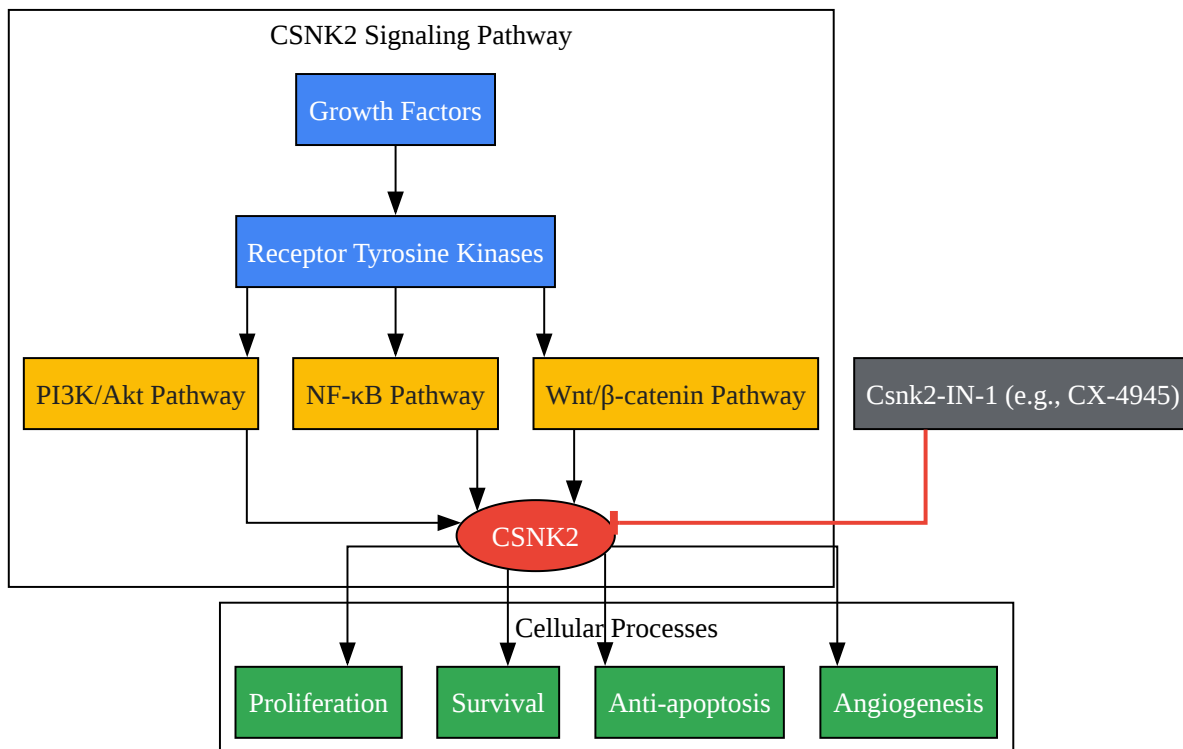 CSNK2 Signaling Pathway
Growth Factors
Receptor Tyrosine Kinases
PI3K/Akt Pathway
NF-κB Pathway
Wnt/β-catenin Pathway
Csnk2-IN-1 (e.g., CX-4945)
CSNK2
Cellular Processes
Proliferation
Survival
Anti-apoptosis
Angiogenesis